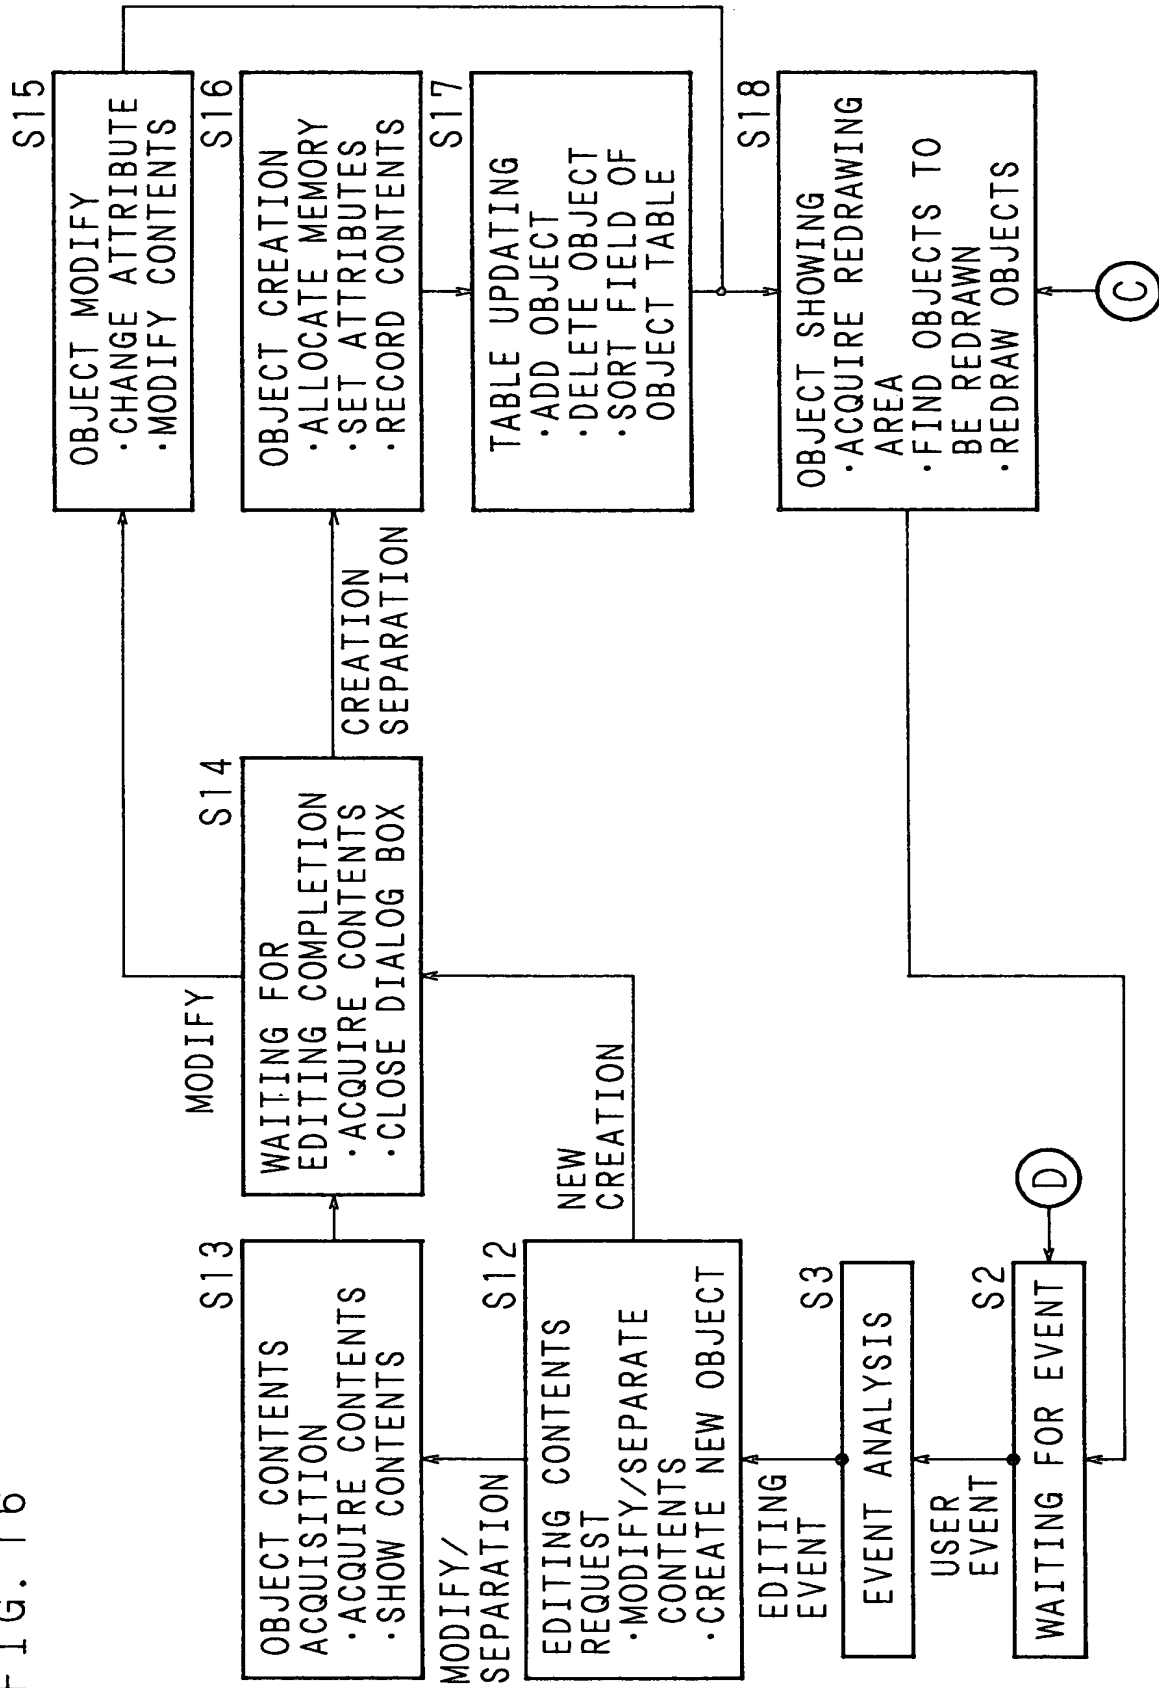 FIG. 16
S13
OBJECT CONTENTS
ACQUISITION
·ACQUIRE CONTENTS
·SHOW CONTENTS
MODIFY/
SEPARATION
S12
EDITING CONTENTS
REQUEST
·MODIFY/SEPARATE
CONTENTS
·CREATE NEW OBJECT
EDITING
EVENT
S3
EVENT ANALYSIS
USER
EVENT
S2
WAITING FOR EVENT
D
NEW
CREATION
MODIFY
S14
WAITING FOR
EDITING COMPLETION
·ACQUIRE CONTENTS
·CLOSE DIALOG BOX
CREATION
SEPARATION
S15
OBJECT MODIFY
·CHANGE ATTRIBUTE
·MODIFY CONTENTS
S16
OBJECT CREATION
·ALLOCATE MEMORY
·SET ATTRIBUTES
·RECORD CONTENTS
S17
TABLE UPDATING
·ADD OBJECT
·DELETE OBJECT
·SORT FIELD OF
OBJECT TABLE
S18
OBJECT SHOWING
·ACQUIRE REDRAWING
AREA
·FIND OBJECTS TO
BE REDRAWN
·REDRAW OBJECTS
C